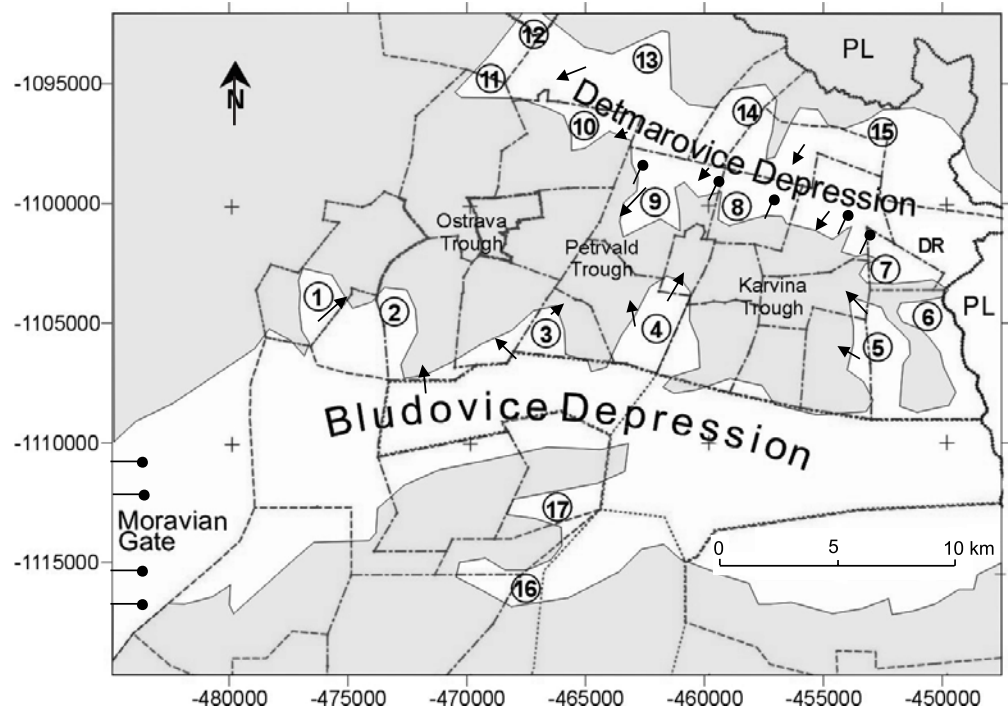 PL
12
13
-1095000
11
N
Detmarovice Depression
14
10
15
-1100000
9
8
Ostrava
Trough
Petrvald
Trough
DR
7
Karvina
Trough
PL
1
2
6
-1105000
3
4
5
Bludovice Depression
-1110000
17
Moravian
Gate
0 5 10 km
-1115000
16
-480000 -475000 -470000 -465000 -460000 -455000 -450000